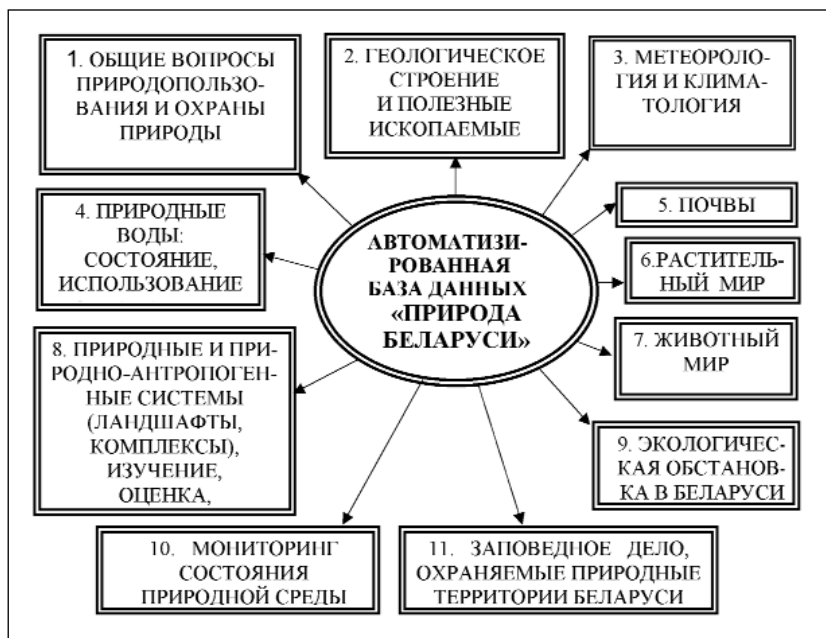 1. ОБЩИЕ ВОПРОСЫ
ПРИРОДОПОЛЬЗО-
ВАНИЯ И ОХРАНЫ
ПРИРОДЫ
2. ГЕОЛОГИЧЕСКОЕ
СТРОЕНИЕ
И ПОЛЕЗНЫЕ
ИСКОПАЕМЫЕ
3. МЕТЕОРОЛО-
ГИЯ И КЛИМА-
ТОЛОГИЯ
4. ПРИРОДНЫЕ
ВОДЫ:
СОСТОЯНИЕ,
ИСПОЛЬЗОВАНИЕ
АВТОМАТИЗИ-
РОВАННАЯ
БАЗА ДАННЫХ
«ПРИРОДА
БЕЛАРУСИ»
5. ПОЧВЫ
6.РАСТИТЕЛЬ-
НЫЙ МИР
7. ЖИВОТНЫЙ
МИР
8. ПРИРОДНЫЕ И ПРИ-
РОДНО-АНТРОПОГЕН-
НЫЕ СИСТЕМЫ
(ЛАНДШАФТЫ,
КОМПЛЕКСЫ),
ИЗУЧЕНИЕ,
ОЦЕНКА,
9. ЭКОЛОГИЧЕС-
КАЯ ОБСТАНОВ-
КА В БЕЛАРУСИ
10. МОНИТОРИНГ
СОСТОЯНИЯ
ПРИРОДНОЙ СРЕДЫ
11. ЗАПОВЕДНОЕ ДЕЛО,
ОХРАНЯЕМЫЕ ПРИРОДНЫЕ
ТЕРРИТОРИИ БЕЛАРУСИ